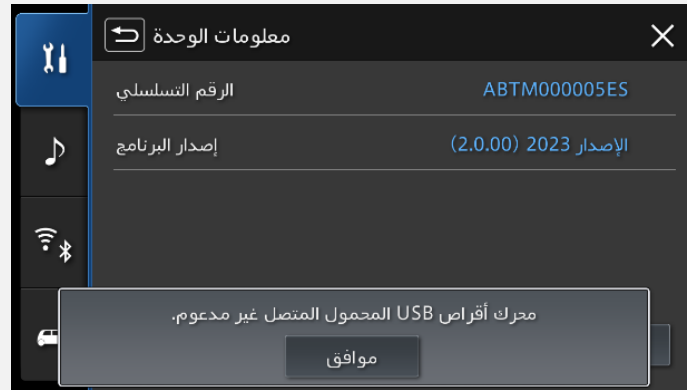 معلومات الوحدة
الرقم التسلسلي
ABTM000005ES
إصدار البرنامج
الإصدار 2023 (2.0.00)
محرك أقراص USB المحمول المتصل غير مدعوم.
موافق